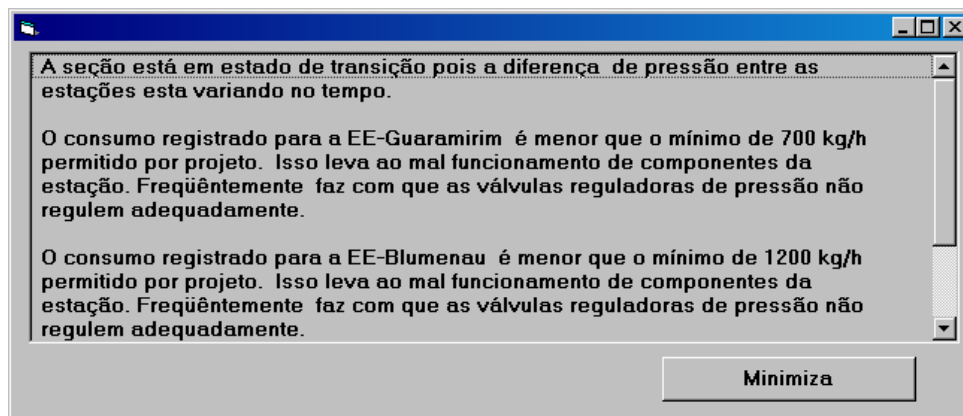 A seção está em estado de transição pois a diferença  de pressão entre as
estações esta variando no tempo.
O consumo registrado para a EE-Guaramirim  é menor que o mínimo de 700 kg/h
permitido por projeto.  Isso leva ao mal funcionamento de componentes da
estação. Freqüêntemente  faz com que as válvulas reguladoras de pressão não
regulem adequadamente.
O consumo registrado para a EE-Blumenau  é menor que o mínimo de 1200 kg/h
permitido por projeto.  Isso leva ao mal funcionamento de componentes da
estação. Freqüêntemente  faz com que as válvulas reguladoras de pressão não
regulem adequadamente.
Minimiza